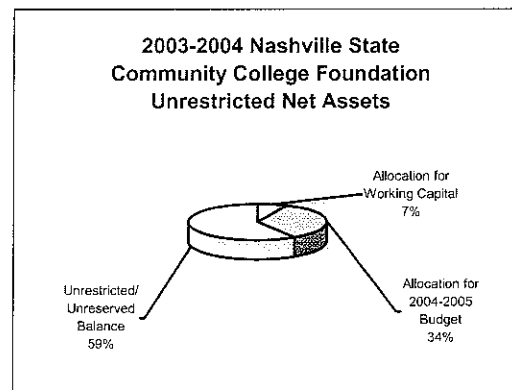 2003-2004 Nashville State
Community College Foundation
Unrestricted Net Assets
Allocation for
Working Capital
7%
Unrestricted/
Unreserved
Balance
59%
Allocation for
2004-2005
Budget
34%